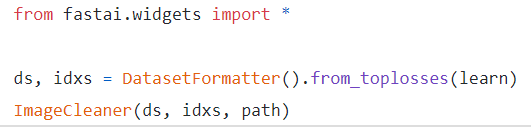 from fastai.widgets import *
ds, idxs = DatasetFormatter().from_toplosses(learn)
ImageCleaner(ds, idxs, path)